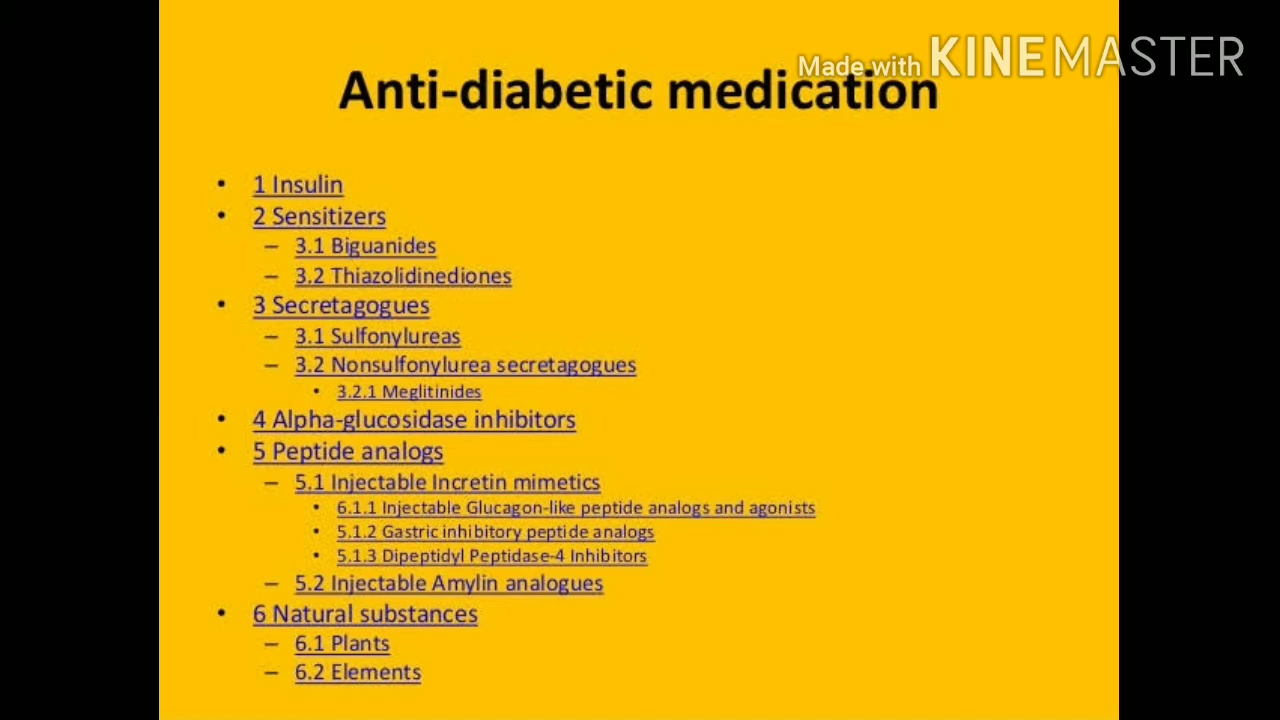 Made with KINEMASTER
Anti-diabetic medication
• 1 Insulin
• 2 Sensitizers
– 3.1 Biguanides
– 3.2 Thiazolidinediones
• 3 Secretagogues
– 3.1 Sulfonylureas
– 3.2 Nonsulfonylurea secretagogues
• 3.2.1 Meglitinides
• 4 Alpha-glucosidase inhibitors
• 5 Peptide analogs
– 5.1 Injectable Incretin mimetics
• 6.1.1 Injectable Glucagon-like peptide analogs and agonists
• 5.1.2 Gastric inhibitory peptide analogs
• 5.1.3 Dipeptidyl Peptidase-4 Inhibitors
– 5.2 Injectable Amylin analogues
• 6 Natural substances
– 6.1 Plants
– 6.2 Elements